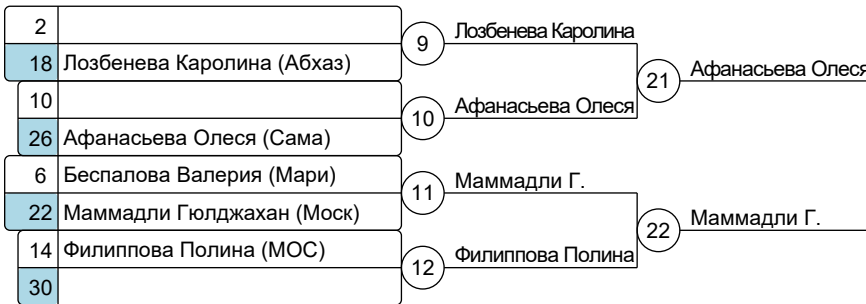 2
18 Лозбенева Каролина (Абхаз)
10
26 Афанасьева Олеся (Сама)
6 Беспалова Валерия (Мари)
22 Маммадли Гюлджахан (Моск)
14 Филиппова Полина (МОС)
30
9
Лозбенева Каролина
10
Афанасьева Олеся
11
Маммадли Г.
12
Филиппова Полина
21
Афанасьева Олеся
22
Маммадли Г.